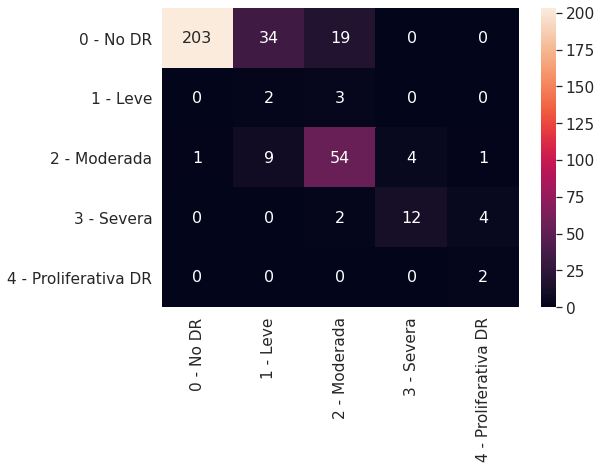 0 - No DR 203 34 19 0 0
1 - Leve 0 2 3 0 0
2 - Moderada 1 9 54 4 1
3 - Severa 0 0 2 12 4
4 - Proliferativa DR 0 0 0 0 2
0 - No DR
1 - Leve
2 - Moderada
3 - Severa
4 - Proliferativa DR
200
175
150
125
100
75
50
25
0